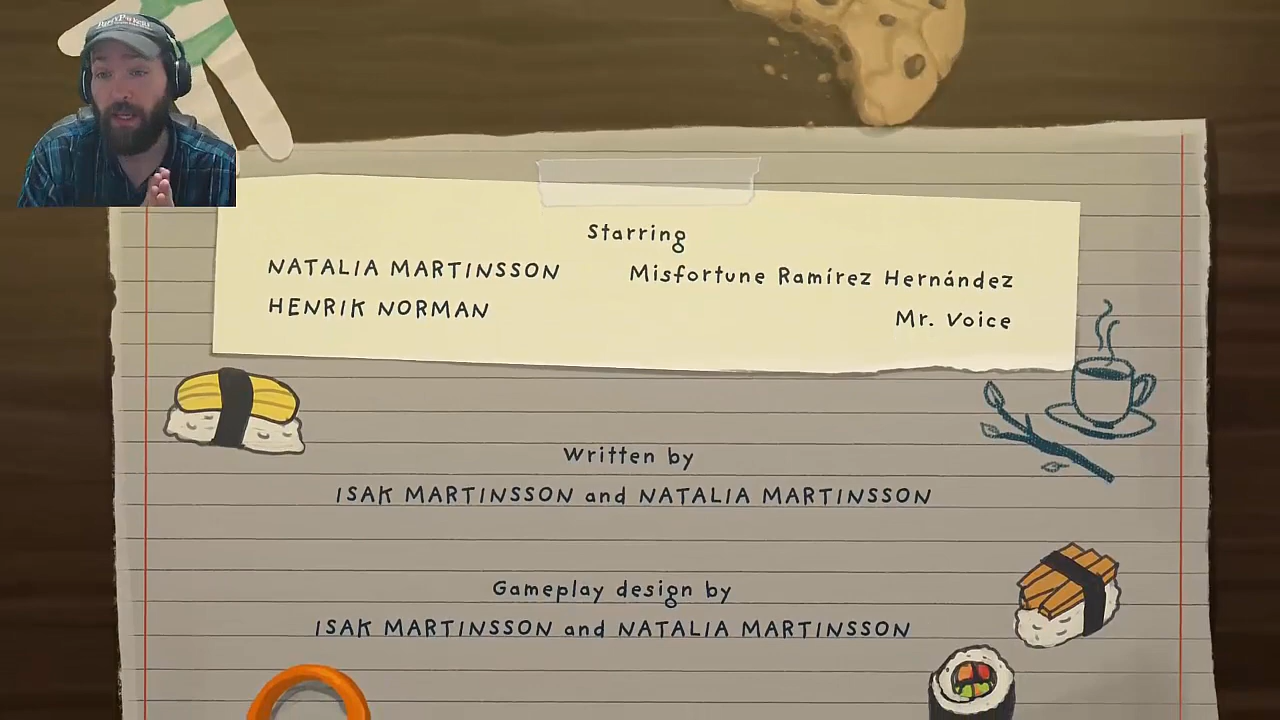 Starring
NATALIA MARTINSSON Misfortune Ramírez Hernández
HENRIK NORMAN Mr. Voice
Written by
ISAK MARTINSSON and NATALIA MARTINSSON
Gameplay design by
ISAK MARTINSSON and NATALIA MARTINSSON